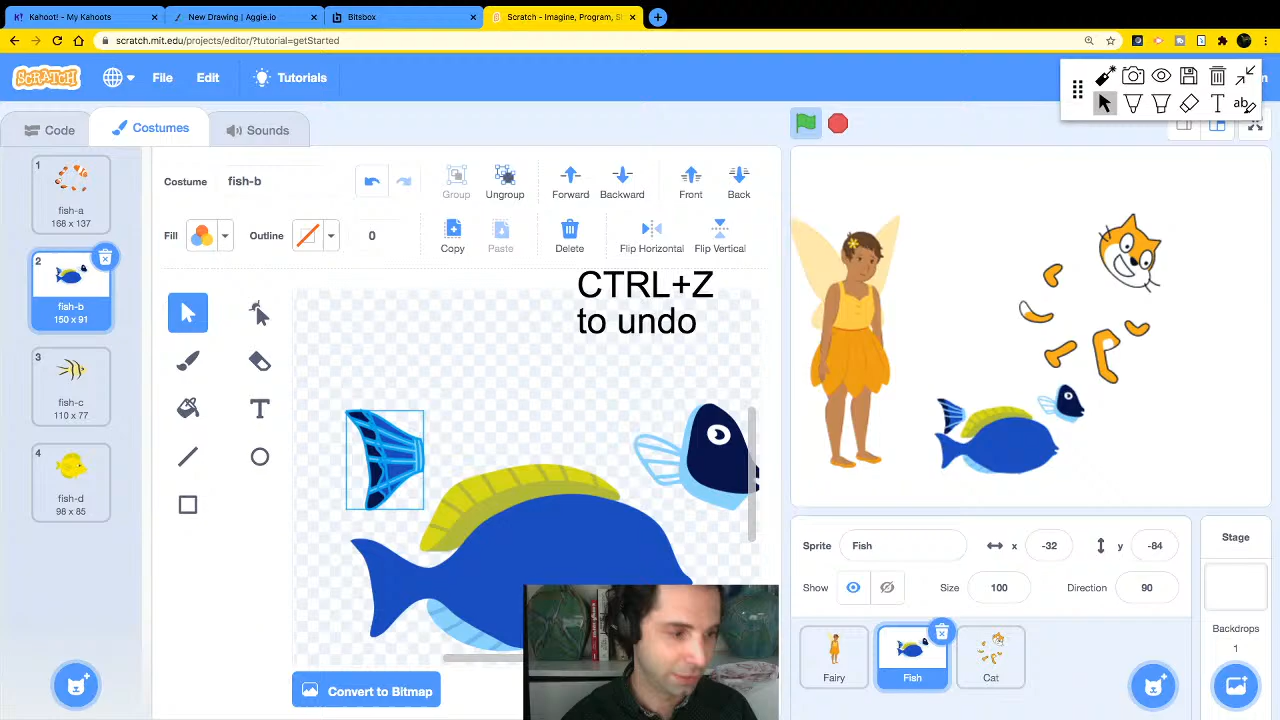 Kahoot! - My Kahoots
New Drawing | Aggie.io
Bitsbox
Scratch - Imagine, Program, S
scratch.mit.edu/projects/editor/?tutorial=getStarted
SCRATCH
File
Edit
Tutorials
Code
Costumes
Sounds
1
fish-a
168 x 137
2
fish-b
150 x 91
3
fish-c
110 x 77
4
fish-d
98 x 85
Costume
fish-b
Group
Ungroup
Forward
Backward
Front
Back
Fill
Outline
0
Copy
Paste
Delete
Flip Horizontal
Flip Vertical
CTRL+Z
to undo
Convert to Bitmap
T
ab
Sprite
Fish
x
-32
y
-84
Show
Size
100
Direction
90
Fairy
Fish
Cat
Stage
Backdrops
1